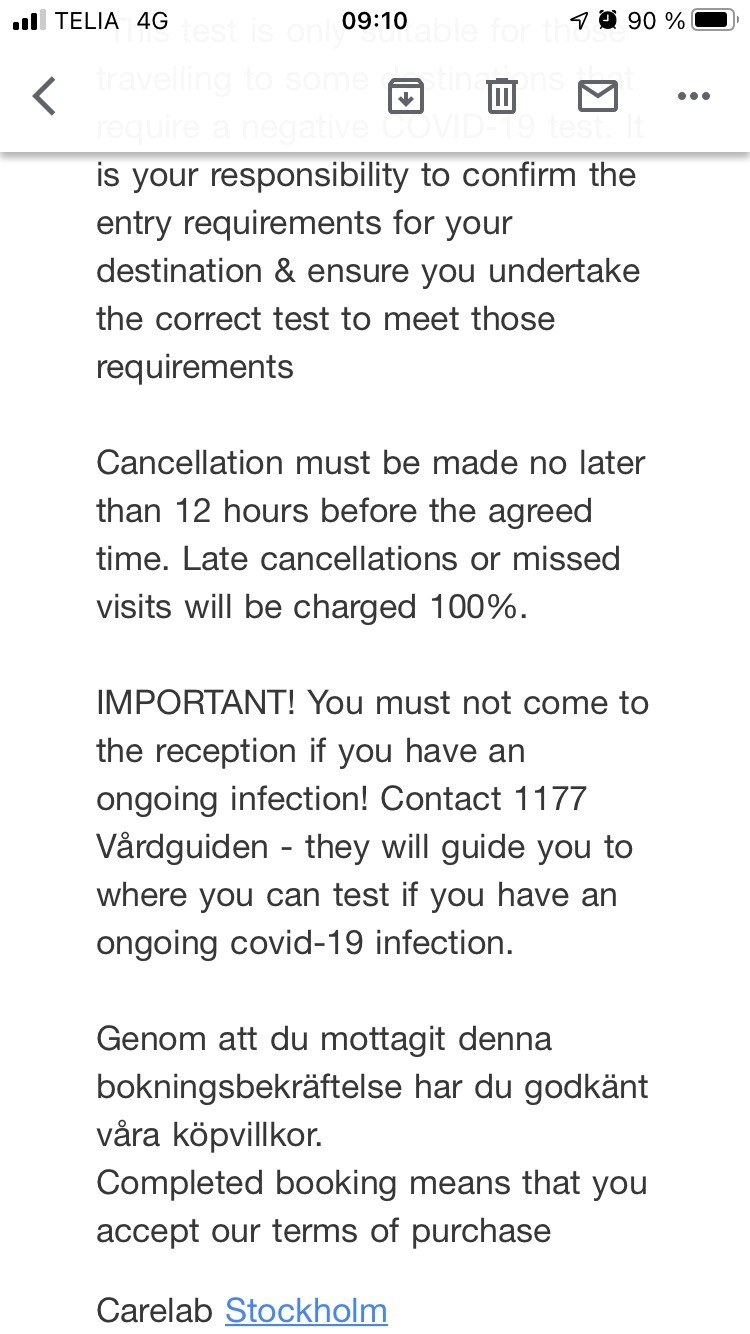 TELIA 4G 09:10 90 %
This test is only suitable for those
travelling to some destinations that
require a negative COVID-19 test. It
is your responsibility to confirm the
entry requirements for your
destination & ensure you undertake
the correct test to meet those
requirements
Cancellation must be made no later
than 12 hours before the agreed
time. Late cancellations or missed
visits will be charged 100%.
IMPORTANT! You must not come to
the reception if you have an
ongoing infection! Contact 1177
Vårdguiden - they will guide you to
where you can test if you have an
ongoing covid-19 infection.
Genom att du mottagit denna
bokningsbekräftelse har du godkänt
våra köpvillkor.
Completed booking means that you
accept our terms of purchase
Carelab Stockholm